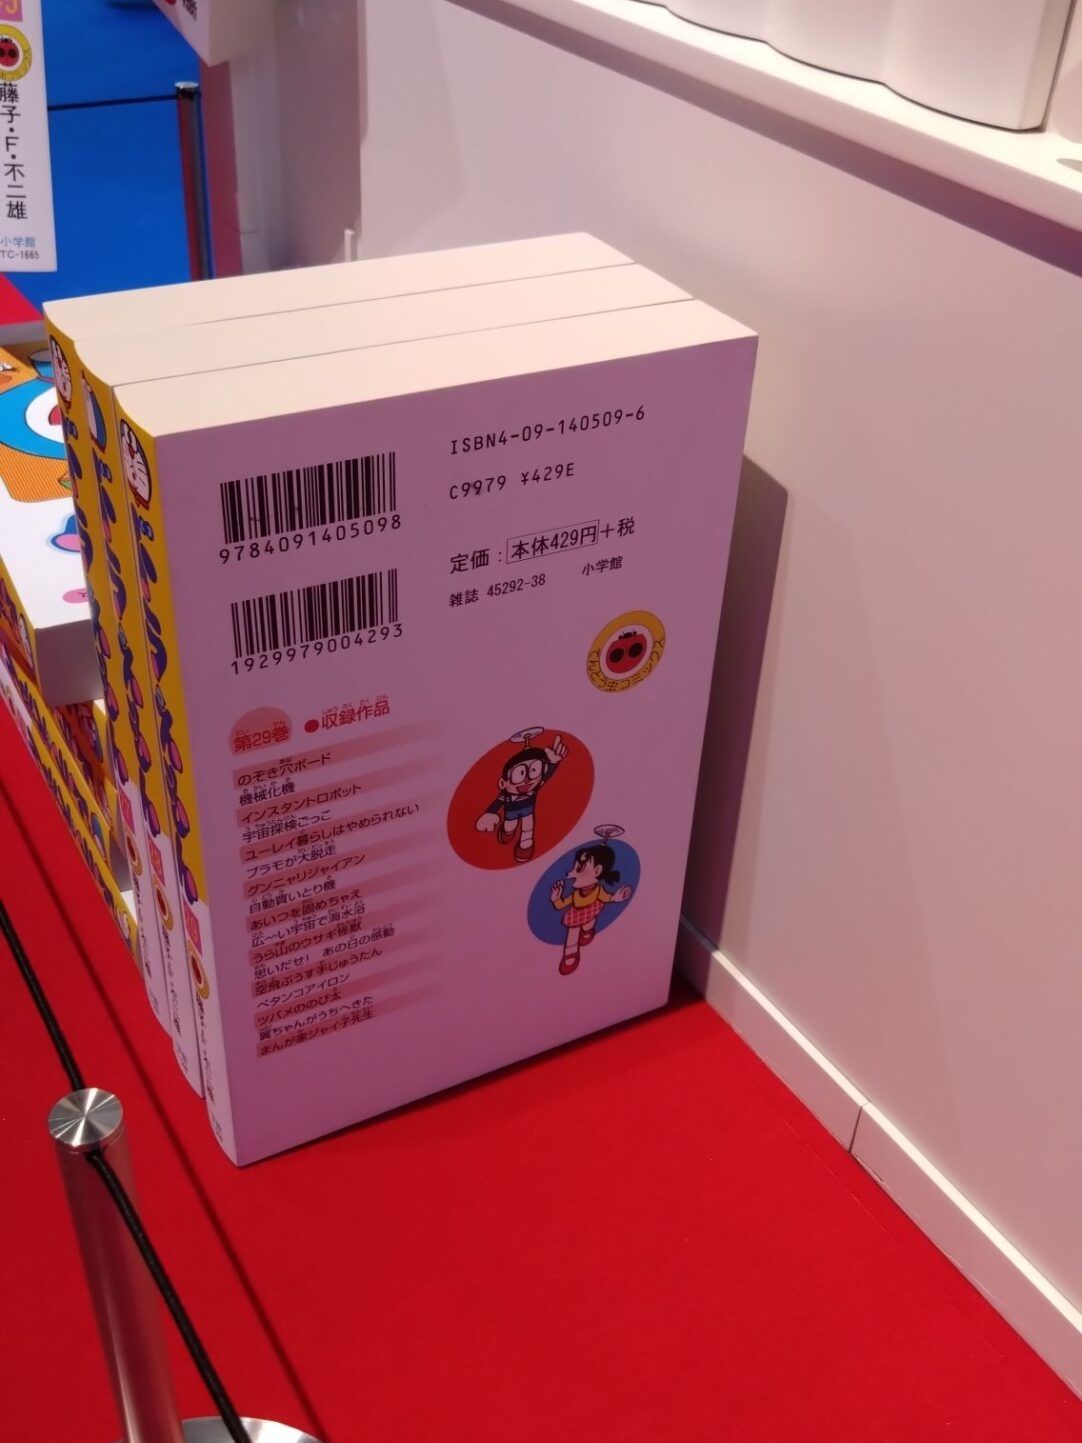 藤子・F・不二雄
小学館
TC-1665
ISBN4-09-140509-6
C9979 ¥429E
9784091405098
定価：本体429円+税
雑誌 45292-38
小学館
1929979004293
てんとう虫コミックス
第29巻
●収録作品
のぞき穴ボード
機械化機
インスタントロボット
宇宙探検ごっこ
ユーレイ暮らしはやめられない
プラモが大脱走
グンニャリジャイアン
自動買いとり機
あいつを固めちゃえ
広〜い宇宙で海水浴
うら山のウサギ怪獣
思いだせ！ あの日の感動
空飛ぶうす手じゅうたん
ペタンコアイロン
ツバメののび太
翼ちゃんがうちへきた
まんが家ジャイ子先生